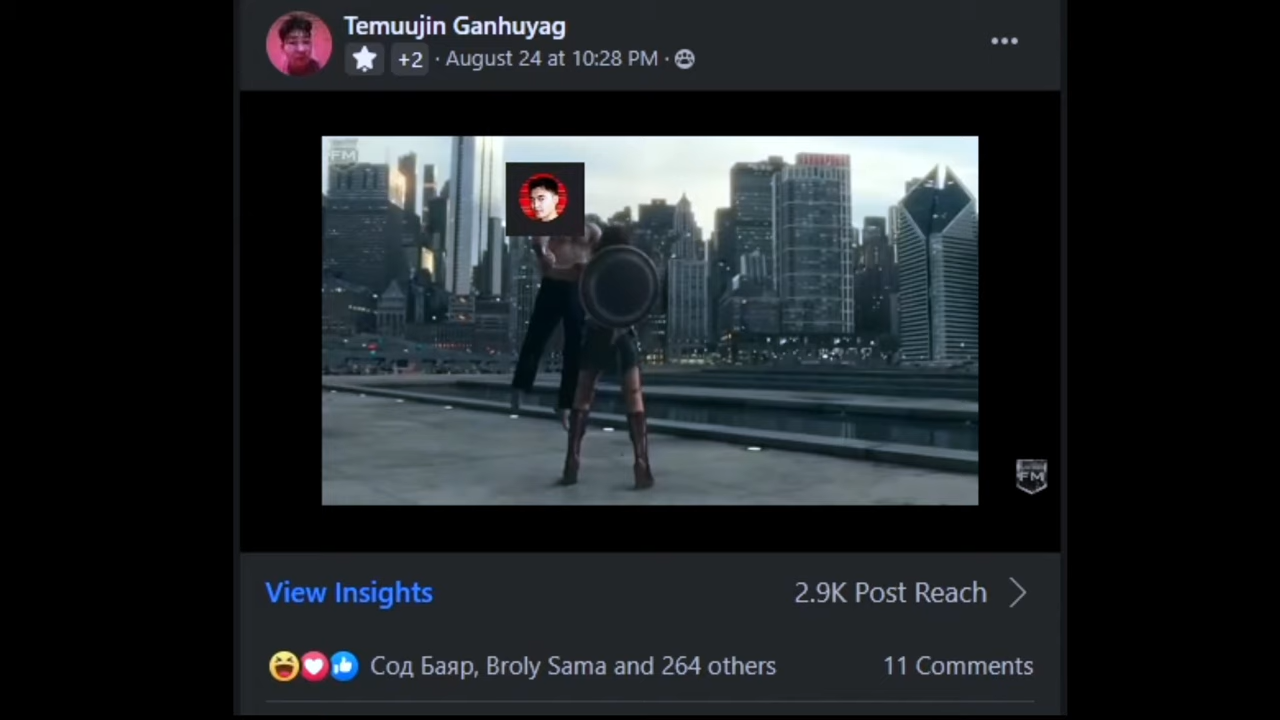 Temuujin Ganhuyag
+2 · August 24 at 10:28 PM ·
FM
FM
View Insights
2.9K Post Reach
Сод Баяр, Broly Sama and 264 others
11 Comments